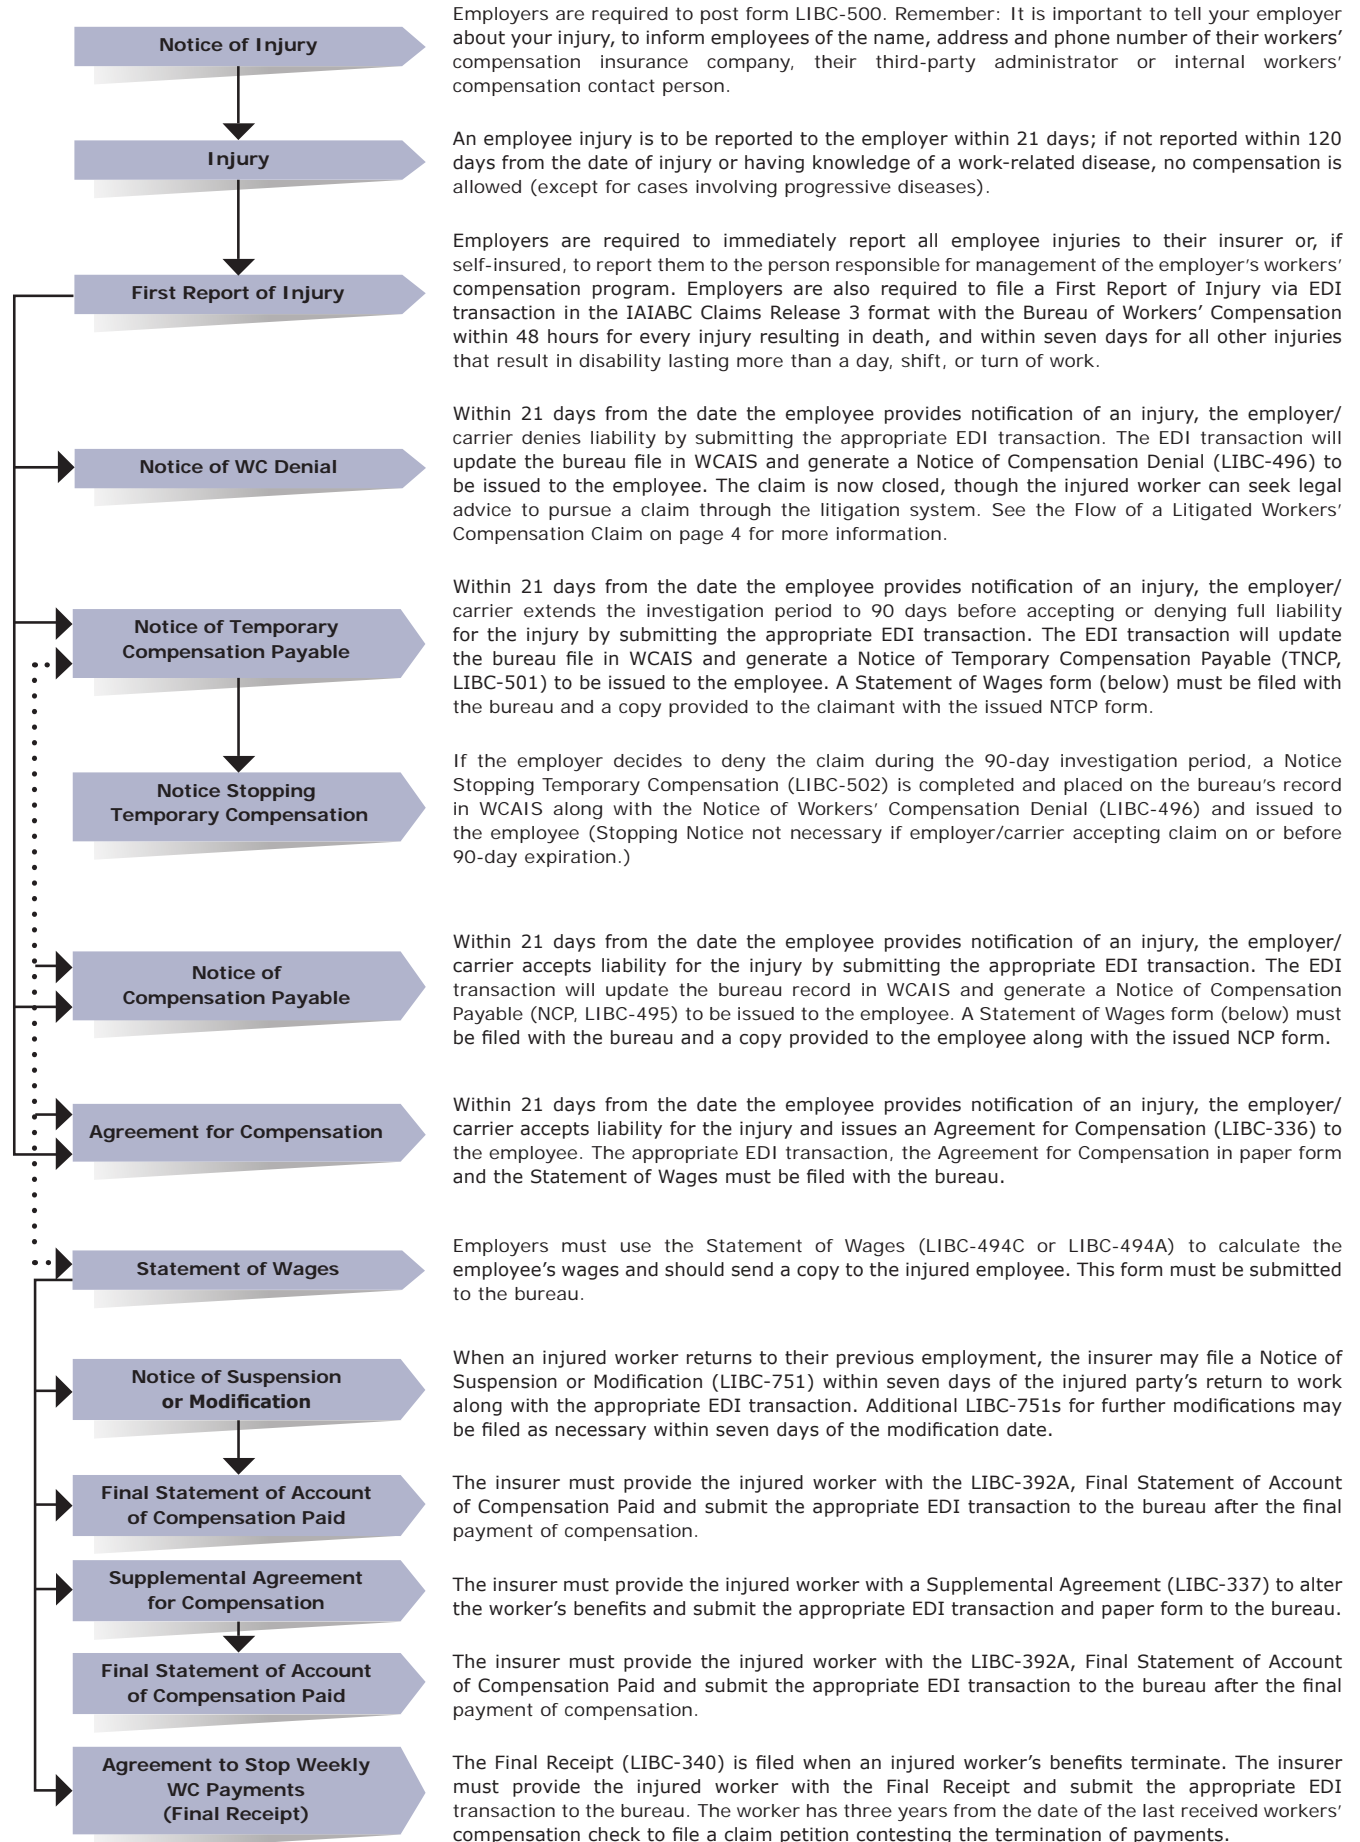 Employers are required to post form LIBC-500. Remember: It is important to tell your employer
about your injury, to inform employees of the name, address and phone number of their workers’
compensation insurance company, their third-party administrator or internal workers’
compensation contact person.
Notice of Injury
An employee injury is to be reported to the employer within 21 days; if not reported within 120
days from the date of injury or having knowledge of a work-related disease, no compensation is
allowed (except for cases involving progressive diseases).
Injury
Employers are required to immediately report all employee injuries to their insurer or, if
self-insured, to report them to the person responsible for management of the employer’s workers’
compensation program. Employers are also required to file a First Report of Injury via EDI
transaction in the IAIABC Claims Release 3 format with the Bureau of Workers’ Compensation
within 48 hours for every injury resulting in death, and within seven days for all other injuries
that result in disability lasting more than a day, shift, or turn of work.
First Report of Injury
Within 21 days from the date the employee provides notification of an injury, the employer/
carrier denies liability by submitting the appropriate EDI transaction. The EDI transaction will
update the bureau file in WCAIS and generate a Notice of Compensation Denial (LIBC-496) to
be issued to the employee. The claim is now closed, though the injured worker can seek legal
advice to pursue a claim through the litigation system. See the Flow of a Litigated Workers’
Compensation Claim on page 4 for more information.
Notice of WC Denial
Within 21 days from the date the employee provides notification of an injury, the employer/
carrier extends the investigation period to 90 days before accepting or denying full liability
for the injury by submitting the appropriate EDI transaction. The EDI transaction will update
the bureau file in WCAIS and generate a Notice of Temporary Compensation Payable (TNCP,
LIBC-501) to be issued to the employee. A Statement of Wages form (below) must be filed with
the bureau and a copy provided to the claimant with the issued NTCP form.
Notice of Temporary
Compensation Payable
If the employer decides to deny the claim during the 90-day investigation period, a Notice
Stopping Temporary Compensation (LIBC-502) is completed and placed on the bureau’s record
in WCAIS along with the Notice of Workers’ Compensation Denial (LIBC-496) and issued to
the employee (Stopping Notice not necessary if employer/carrier accepting claim on or before
90-day expiration.)
Notice Stopping
Temporary Compensation
Within 21 days from the date the employee provides notification of an injury, the employer/
carrier accepts liability for the injury by submitting the appropriate EDI transaction. The EDI
transaction will update the bureau record in WCAIS and generate a Notice of Compensation
Payable (NCP, LIBC-495) to be issued to the employee. A Statement of Wages form (below) must
be filed with the bureau and a copy provided to the employee along with the issued NCP form.
Notice of
Compensation Payable
Within 21 days from the date the employee provides notification of an injury, the employer/
carrier accepts liability for the injury and issues an Agreement for Compensation (LIBC-336) to
the employee. The appropriate EDI transaction, the Agreement for Compensation in paper form
and the Statement of Wages must be filed with the bureau.
Agreement for Compensation
Employers must use the Statement of Wages (LIBC-494C or LIBC-494A) to calculate the
employee’s wages and should send a copy to the injured employee. This form must be submitted
to the bureau.
Statement of Wages
When an injured worker returns to their previous employment, the insurer may file a Notice of
Suspension or Modification (LIBC-751) within seven days of the injured party’s return to work
along with the appropriate EDI transaction. Additional LIBC-751s for further modifications may
be filed as necessary within seven days of the modification date.
Notice of Suspension
or Modification
The insurer must provide the injured worker with the LIBC-392A, Final Statement of Account
of Compensation Paid and submit the appropriate EDI transaction to the bureau after the final
payment of compensation.
Final Statement of Account
of Compensation Paid
The insurer must provide the injured worker with a Supplemental Agreement (LIBC-337) to alter
the worker’s benefits and submit the appropriate EDI transaction and paper form to the bureau.
Supplemental Agreement
for Compensation
The insurer must provide the injured worker with the LIBC-392A, Final Statement of Account
of Compensation Paid and submit the appropriate EDI transaction to the bureau after the final
payment of compensation.
Final Statement of Account
of Compensation Paid
The Final Receipt (LIBC-340) is filed when an injured worker’s benefits terminate. The insurer
must provide the injured worker with the Final Receipt and submit the appropriate EDI
transaction to the bureau. The worker has three years from the date of the last received workers’
compensation check to file a claim petition contesting the termination of payments.
Agreement to Stop Weekly
WC Payments
(Final Receipt)